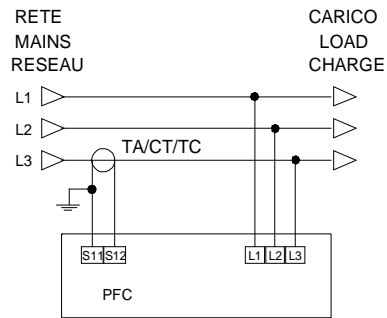 RETE CARICO
MAINS LOAD
RESEAU CHARGE
L1
L2
TA/CT/TC
L3
S11 S12 L1 L2 L3
PFC